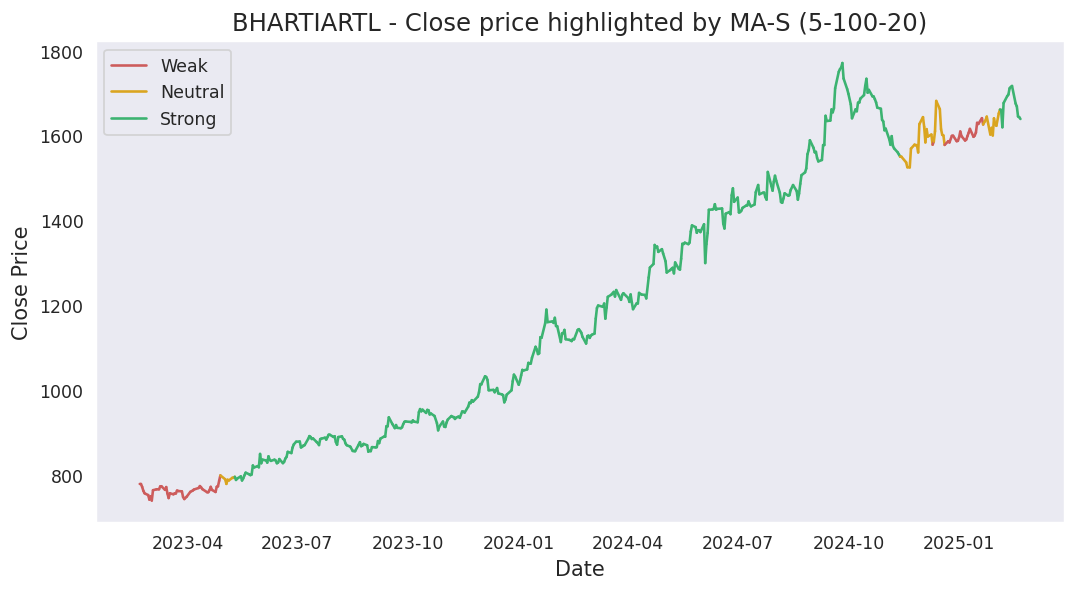 BHARTIARTL - Close price highlighted by MA-S (5-100-20)
Weak
Neutral
Strong
Close Price
1800
1600
1400
1200
1000
800
2023-04
2023-07
2023-10
2024-01
2024-04
2024-07
2024-10
2025-01
Date